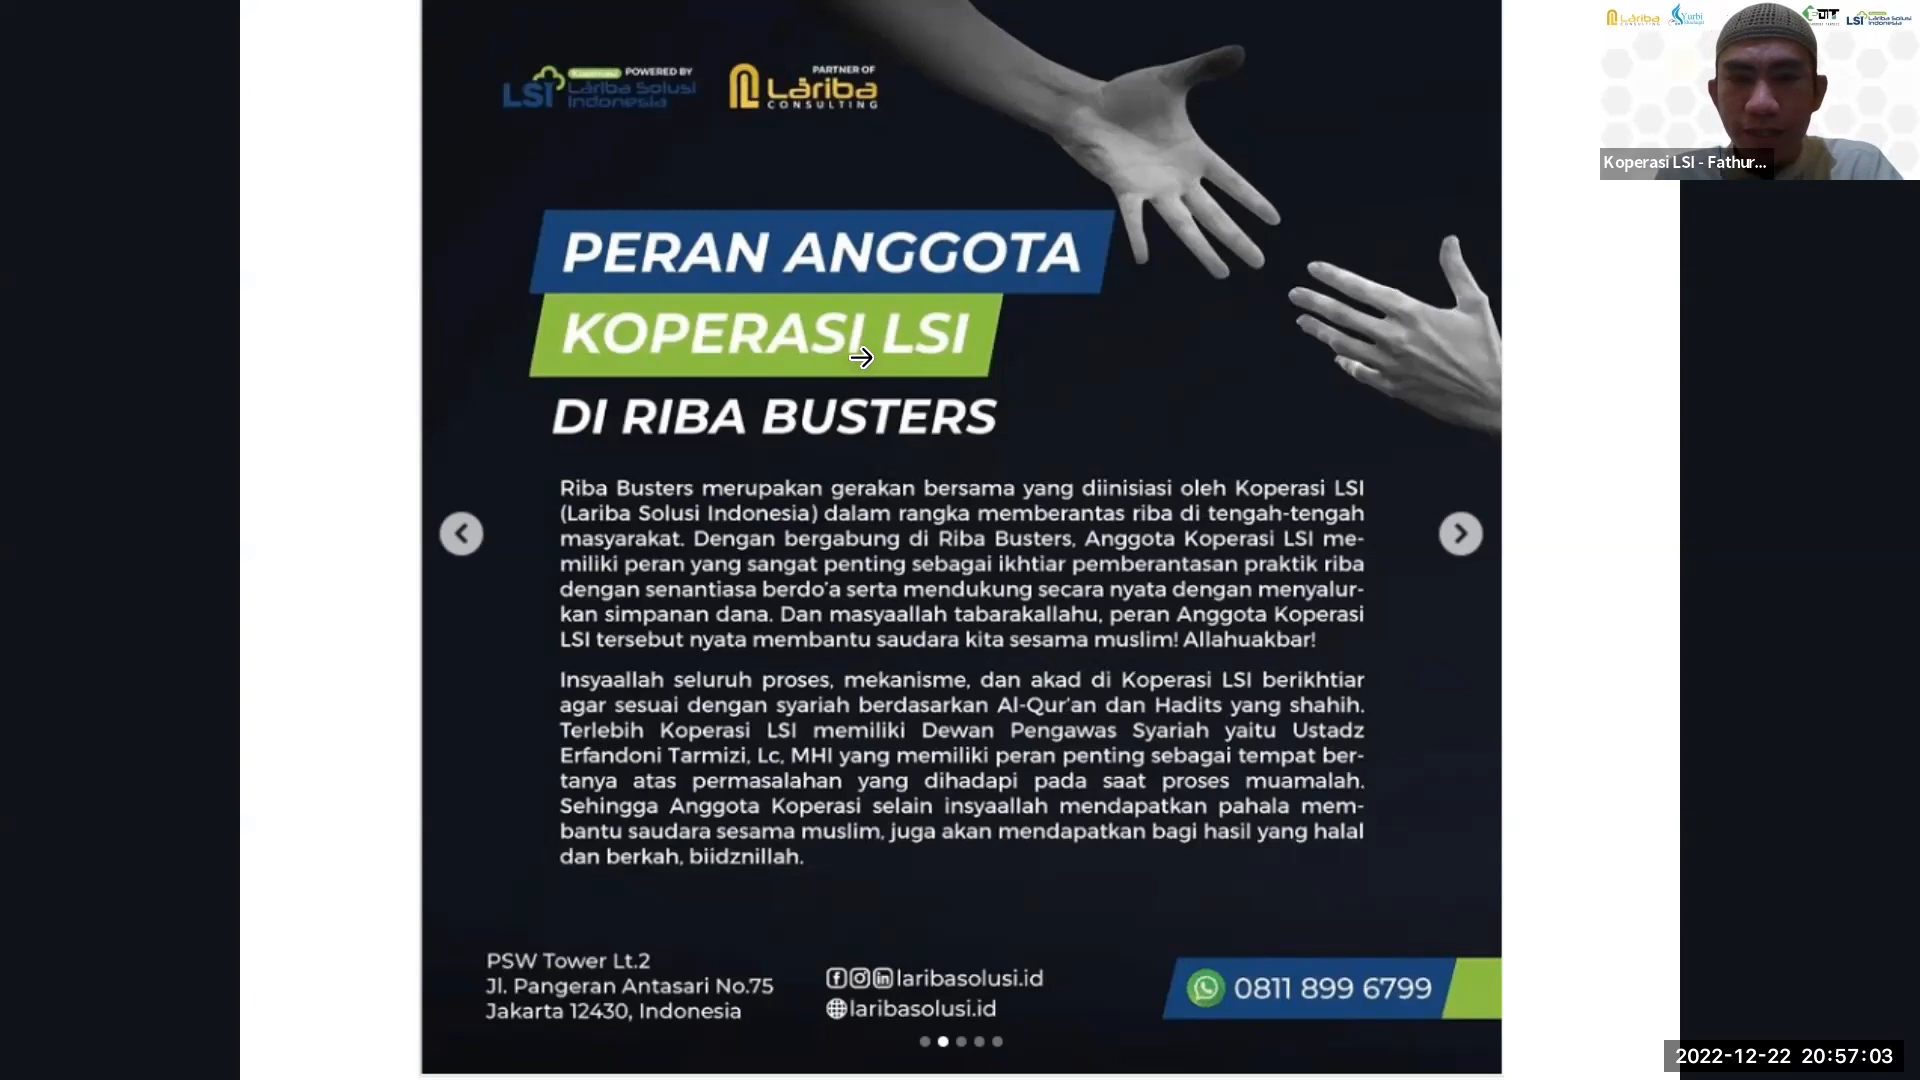 LSI Koperasi POWERED BY
Lariba Solusi
Indonesia
PARTNER OF
Lāriba
CONSULTING
PERAN ANGGOTA
KOPERASI LSI
DI RIBA BUSTERS
Riba Busters merupakan gerakan bersama yang diinisiasi oleh Koperasi LSI
(Lariba Solusi Indonesia) dalam rangka memberantas riba di tengah-tengah
masyarakat. Dengan bergabung di Riba Busters, Anggota Koperasi LSI me-
miliki peran yang sangat penting sebagai ikhtiar pemberantasan praktik riba
dengan senantiasa berdo'a serta mendukung secara nyata dengan menyalur-
kan simpanan dana. Dan masyaallah tabarakallahu, peran Anggota Koperasi
LSI tersebut nyata membantu saudara kita sesama muslim! Allahuakbar!
Insyaallah seluruh proses, mekanisme, dan akad di Koperasi LSI berikhtiar
agar sesuai dengan syariah berdasarkan Al-Qur'an dan Hadits yang shahih.
Terlebih Koperasi LSI memiliki Dewan Pengawas Syariah yaitu Ustadz
Erfandoni Tarmizi, Lc, MHI yang memiliki peran penting sebagai tempat ber-
tanya atas permasalahan yang dihadapi pada saat proses muamalah.
Sehingga Anggota Koperasi selain insyaallah mendapatkan pahala mem-
bantu saudara sesama muslim, juga akan mendapatkan bagi hasil yang halal
dan berkah, biidznillah.
PSW Tower Lt.2
Jl. Pangeran Antasari No.75
Jakarta 12430, Indonesia
laribasolusi.id
laribasolusi.id
0811 899 6799
Lāriba
Yurbi
LSI Lariba Solusi
Indonesia
Koperasi LSI - Fathur...
2022-12-22 20:57:03